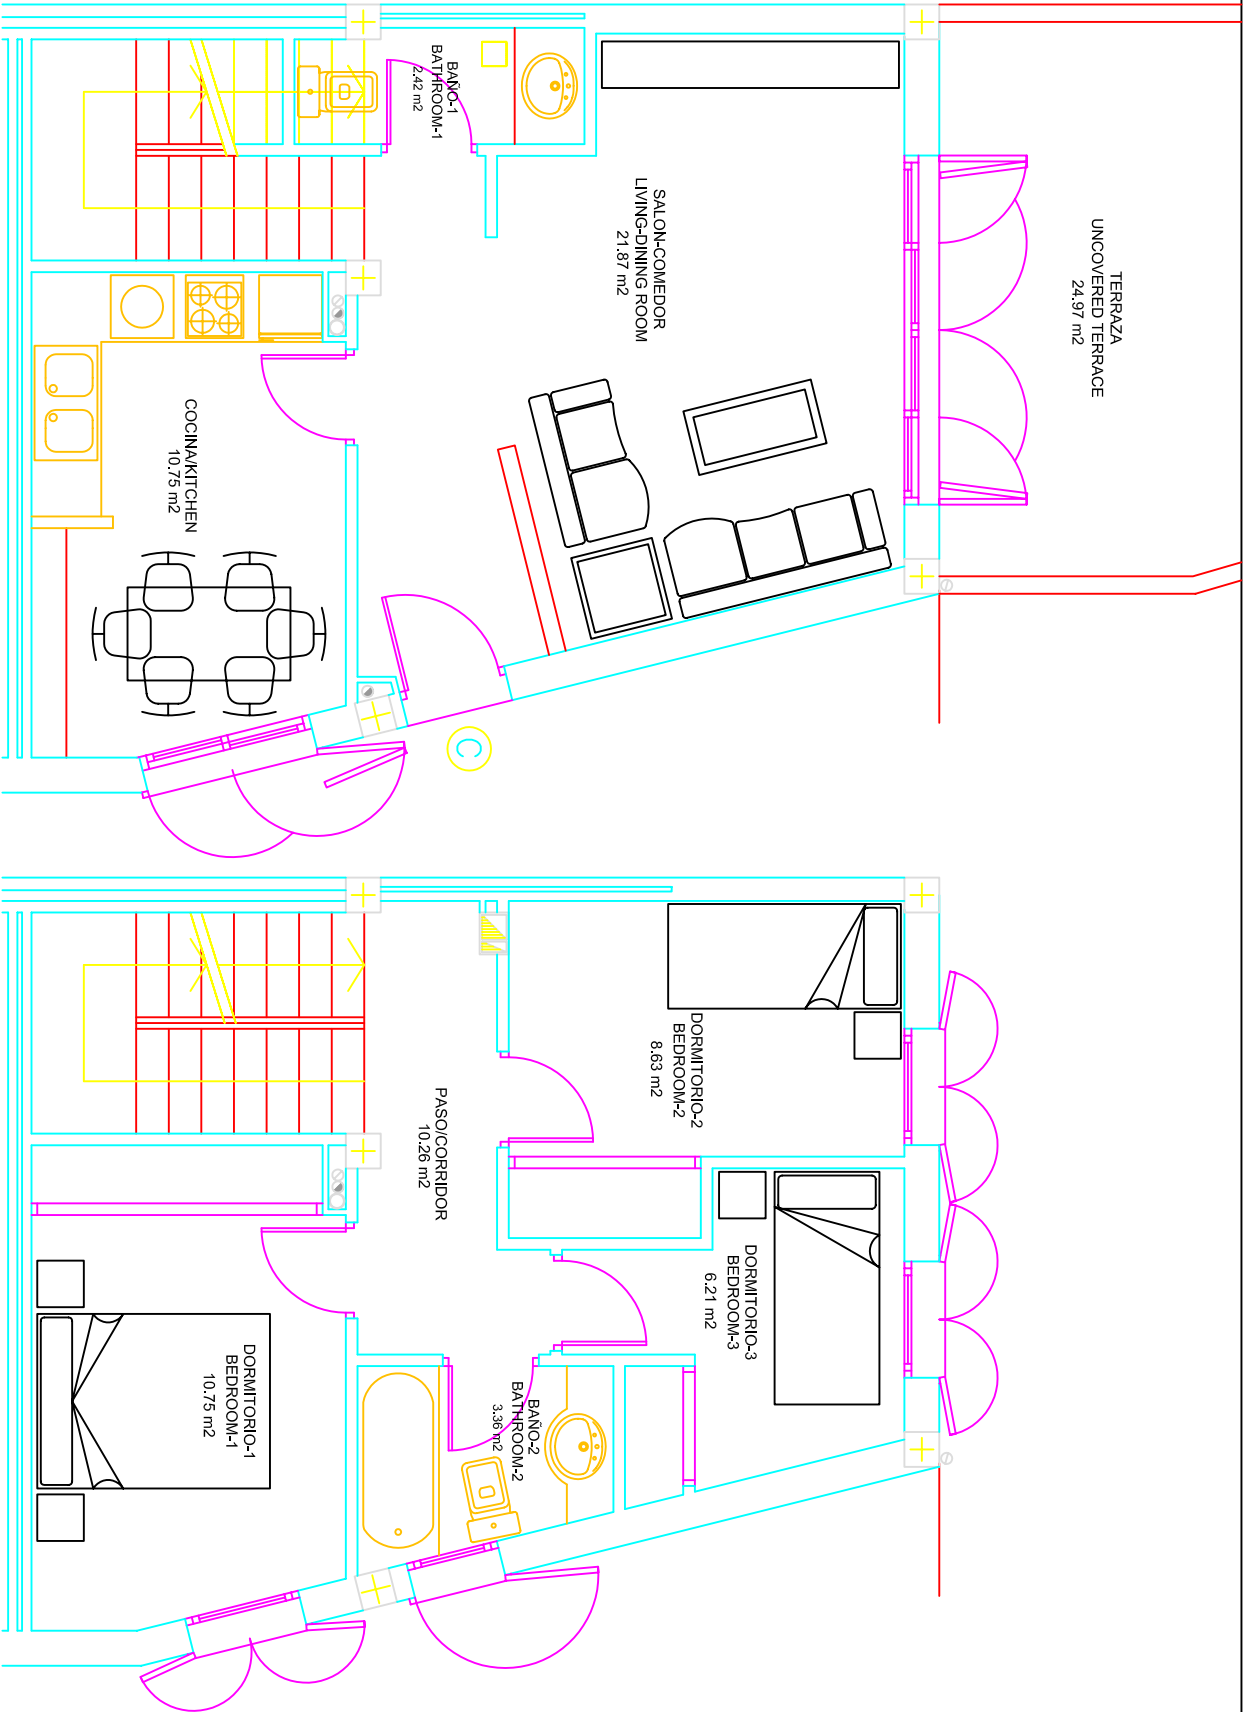 BAÑO-1
BATHROOM-1
2.42 m2
SALON-COMEDOR
LIVING-DINING ROOM
21.87 m2
TERRAZA
UNCOVERED TERRACE
24.97 m2
COCINA/KITCHEN
10.75 m2
C
DORMITORIO-2
BEDROOM-2
8.63 m2
PASO/CORRIDOR
10.26 m2
DORMITORIO-3
BEDROOM-3
6.21 m2
DORMITORIO-1
BEDROOM-1
10.75 m2
BAÑO-2
BATHROOM-2
3.36 m2